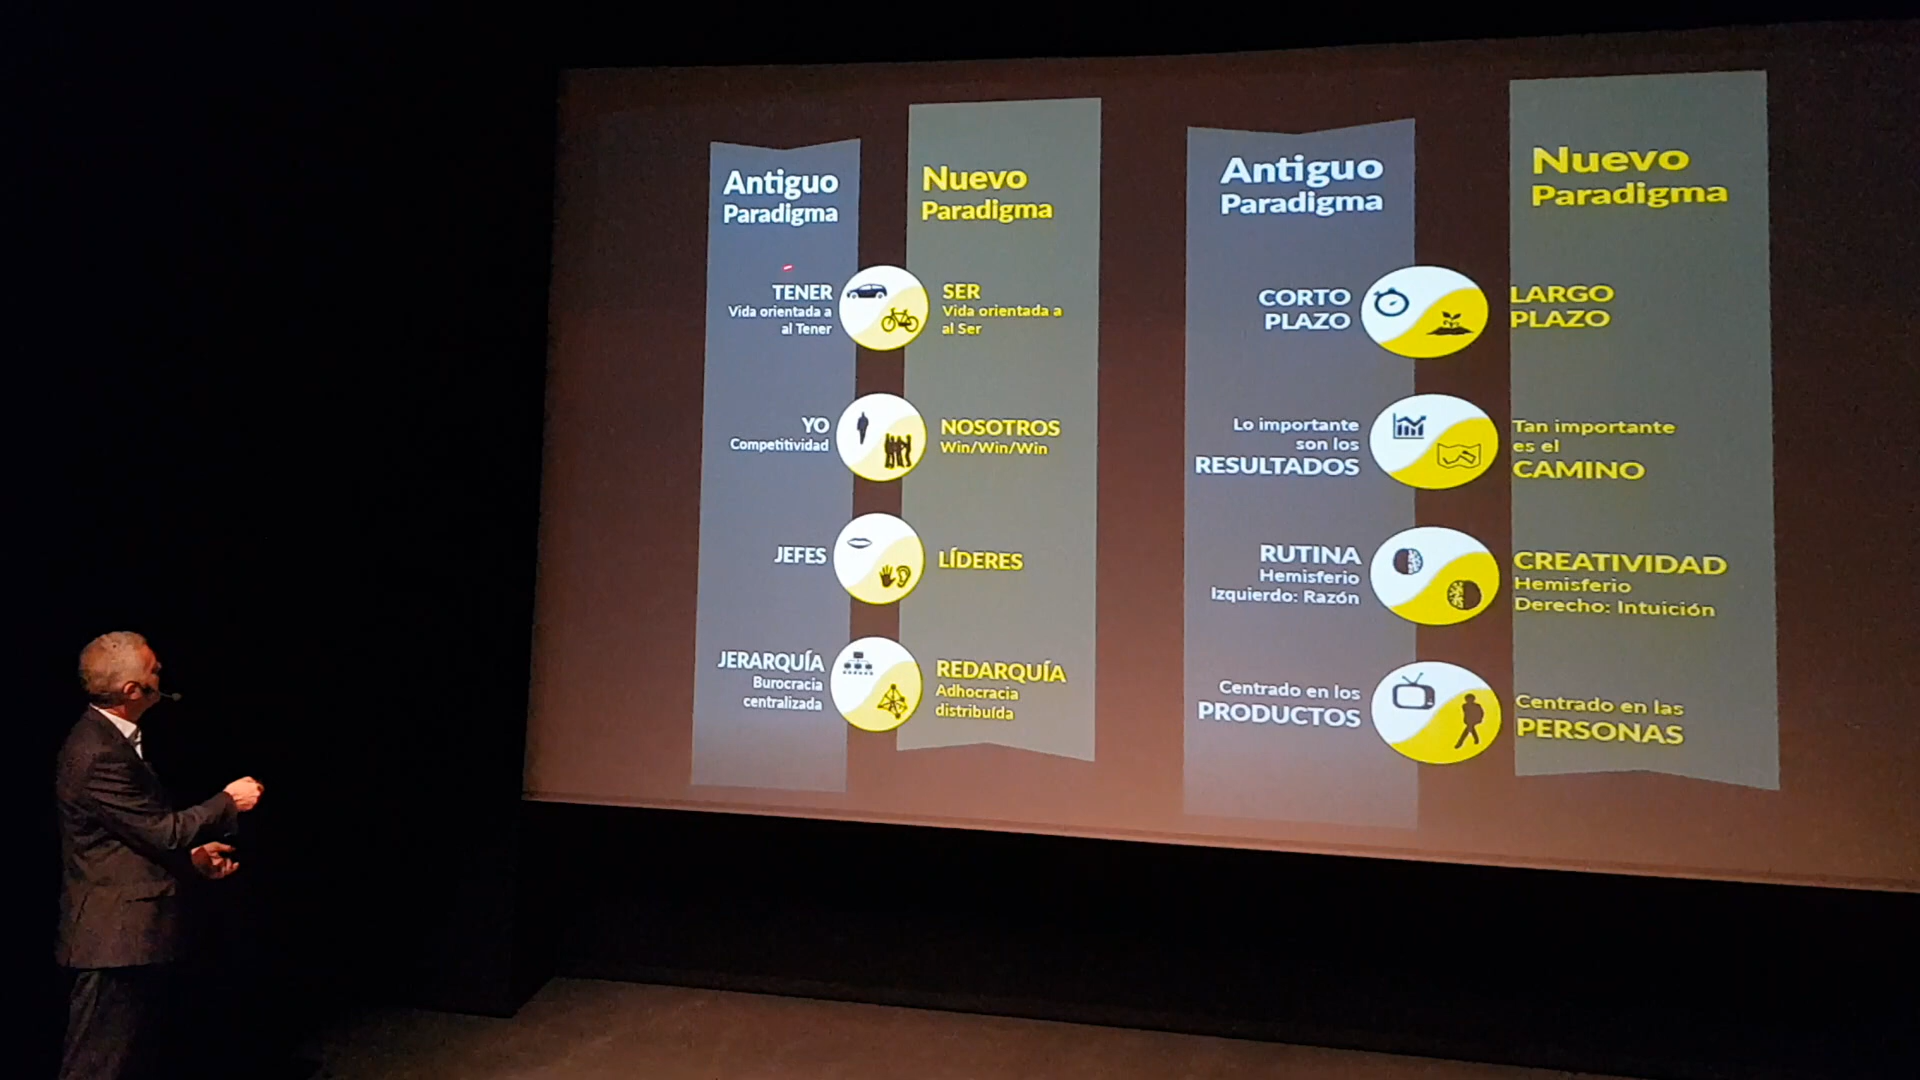 Antiguo
Paradigma
Nuevo
Paradigma
TENER
Vida orientada a
al Tener
SER
Vida orientada a
al Ser
YO
Competitividad
NOSOTROS
Win/Win/Win
JEFES
LÍDERES
JERARQUÍA
Burocracia
centralizada
REDARQUÍA
Adhocracia
distribuída
Antiguo
Paradigma
Nuevo
Paradigma
CORTO
PLAZO
LARGO
PLAZO
Lo importante
son los
RESULTADOS
Tan importante
es el
CAMINO
RUTINA
Hemisferio
Izquierdo: Razón
CREATIVIDAD
Hemisferio
Derecho: Intuición
Centrado en los
PRODUCTOS
Centrado en las
PERSONAS